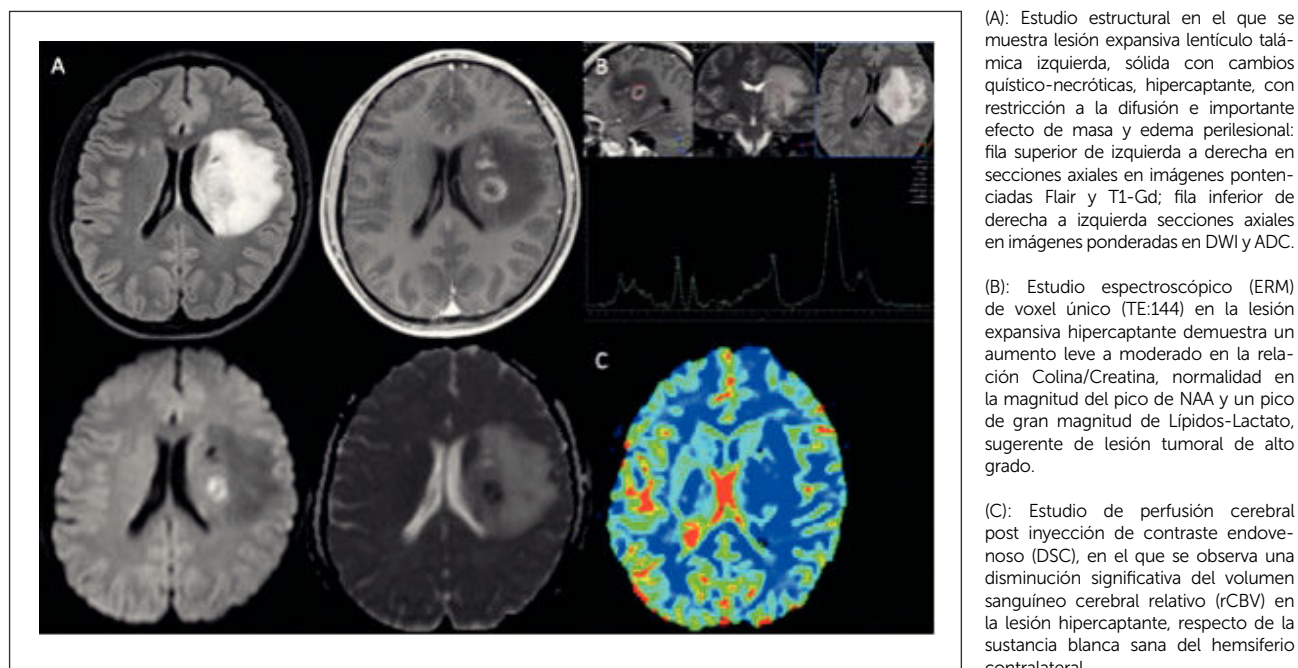 A
B
C
(A): Estudio estructural en el que se
muestra lesión expansiva lentículo talá-
mica izquierda, sólida con cambios
quístico-necróticas, hipercaptante, con
restricción a la difusión e importante
efecto de masa y edema perilesional:
fila superior de izquierda a derecha en
secciones axiales en imágenes ponten-
ciadas Flair y T1-Gd; fila inferior de
derecha a izquierda secciones axiales
en imágenes ponderadas en DWI y ADC.
(B): Estudio espectroscópico (ERM)
de voxel único (TE:144) en la lesión
expansiva hipercaptante demuestra un
aumento leve a moderado en la rela-
ción Colina/Creatina, normalidad en
la magnitud del pico de NAA y un pico
de gran magnitud de Lípidos-Lactato,
sugerente de lesión tumoral de alto
grado.
(C): Estudio de perfusión cerebral
post inyección de contraste endove-
noso (DSC), en el que se observa una
disminución significativa del volumen
sanguíneo cerebral relativo (rCBV) en
la lesión hipercaptante, respecto de la
sustancia blanca sana del hemsiferio
contralateral